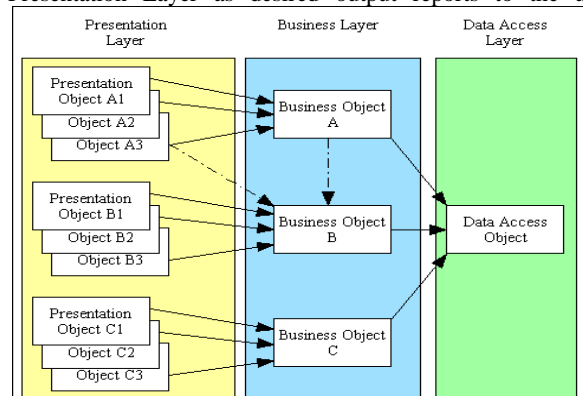 Presentation Layer as desired output reports to the
Presentation
Layer
Business Layer
Data Access
Layer
Presentation
Object A1
Object A2
Object A3
Business Object
A
Presentation
Object B1
Object B2
Object B3
Business Object
B
Data Access
Object
Presentation
Object C1
Object C2
Object C3
Business Object
C